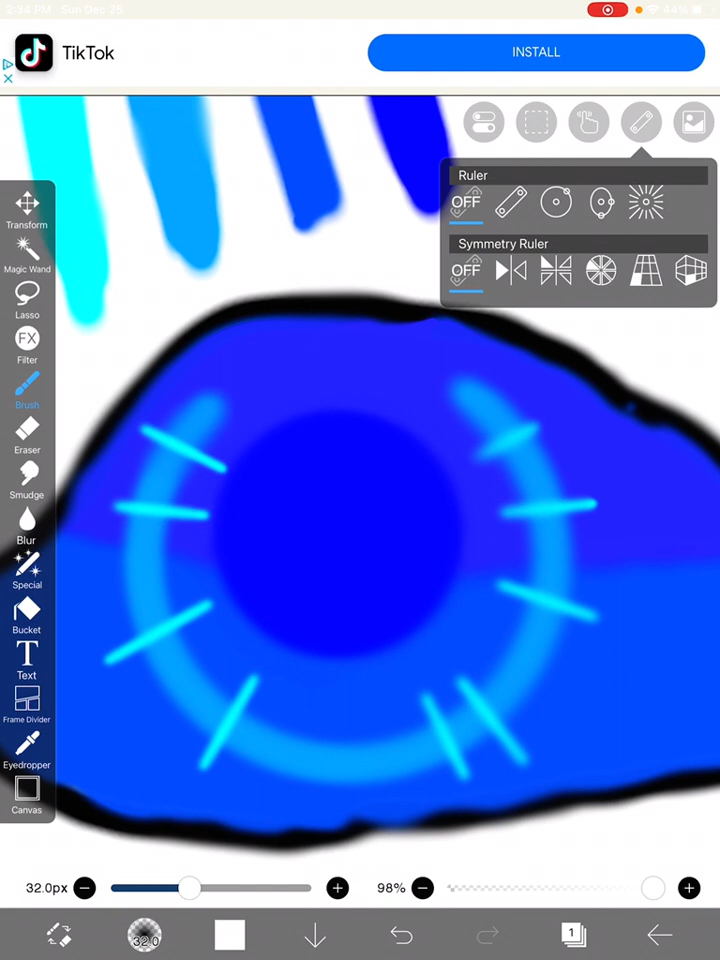 2:34 PM Sun Dec 25
44%
TikTok
INSTALL
Ruler
OFF
Symmetry Ruler
OFF
Transform
Magic Wand
Lasso
FX
Filter
Brush
Eraser
Smudge
Blur
Special
Bucket
T
Text
Frame Divider
Eyedropper
Canvas
32.0px
98%
32.0
1